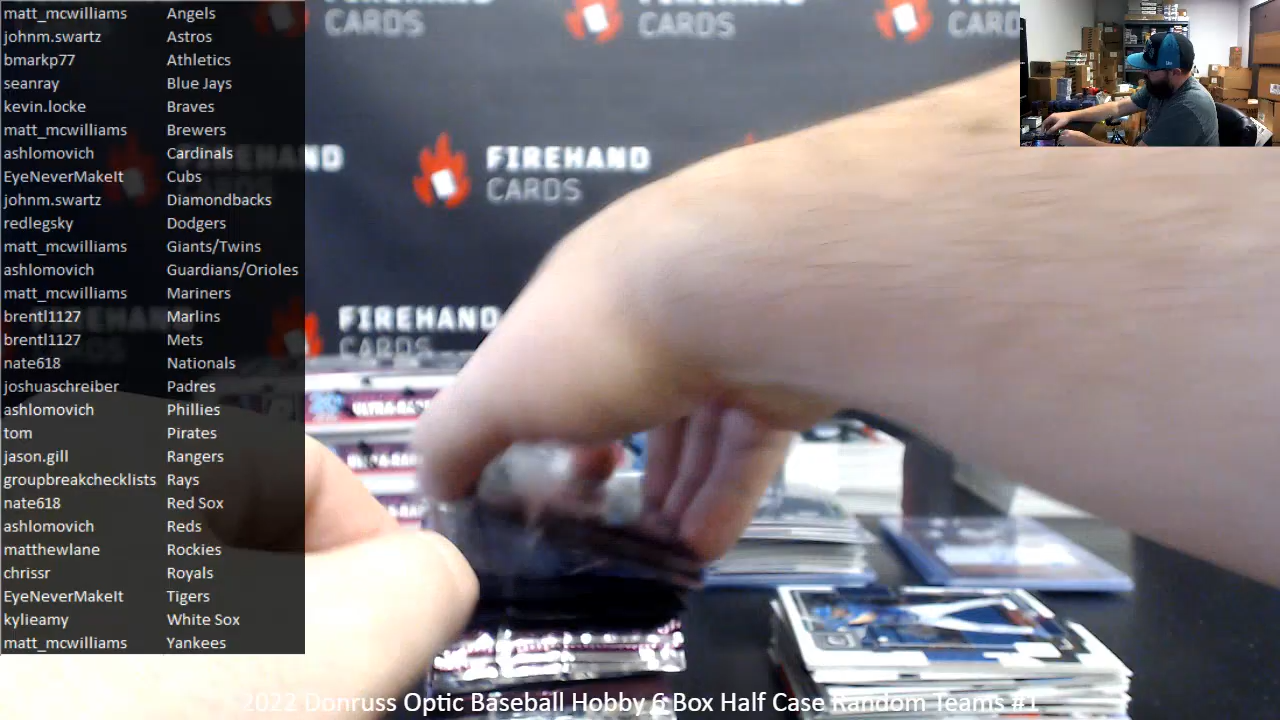 matt_mcwilliams Angels
johnm.swartz Astros
bmarkp77 Athletics
seanray Blue Jays
kevin.locke Braves
matt_mcwilliams Brewers
ashlomovich Cardinals
EyeNeverMakeIt Cubs
johnm.swartz Diamondbacks
redlegsky Dodgers
matt_mcwilliams Giants/Twins
ashlomovich Guardians/Orioles
matt_mcwilliams Mariners
brentl1127 Marlins
brentl1127 Mets
nate618 Nationals
joshuaschreiber Padres
ashlomovich Phillies
tom Pirates
jason.gill Rangers
groupbreakchecklists Rays
nate618 Red Sox
ashlomovich Reds
matthewlane Rockies
chrissr Royals
EyeNeverMakeIt Tigers
kylieamy White Sox
matt_mcwilliams Yankees
CARDS
CARDS
FIREHAND
CARDS
FIREHAND
CARDS
2022 Donruss Optic Baseball Hobby 6 Box Half Case Random Teams #1